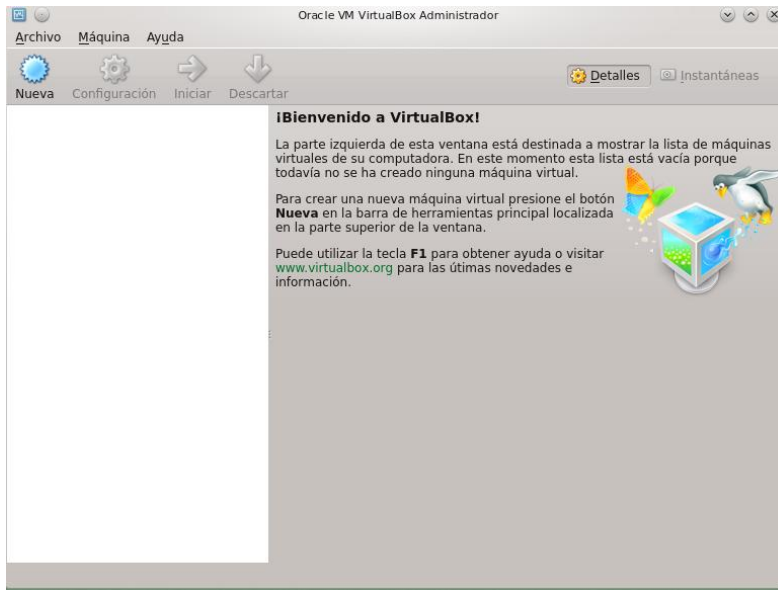 Oracle VM VirtualBox Administrador
Archivo Máquina Ayuda
Nueva Configuración Iniciar Descartar Detalles Instantáneas
¡Bienvenido a VirtualBox!
La parte izquierda de esta ventana está destinada a mostrar la lista de máquinas
virtuales de su computadora. En este momento esta lista está vacía porque
todavía no se ha creado ninguna máquina virtual.
Para crear una nueva máquina virtual presione el botón
Nueva en la barra de herramientas principal localizada
en la parte superior de la ventana.
Puede utilizar la tecla F1 para obtener ayuda o visitar
www.virtualbox.org para las útimas novedades e
información.